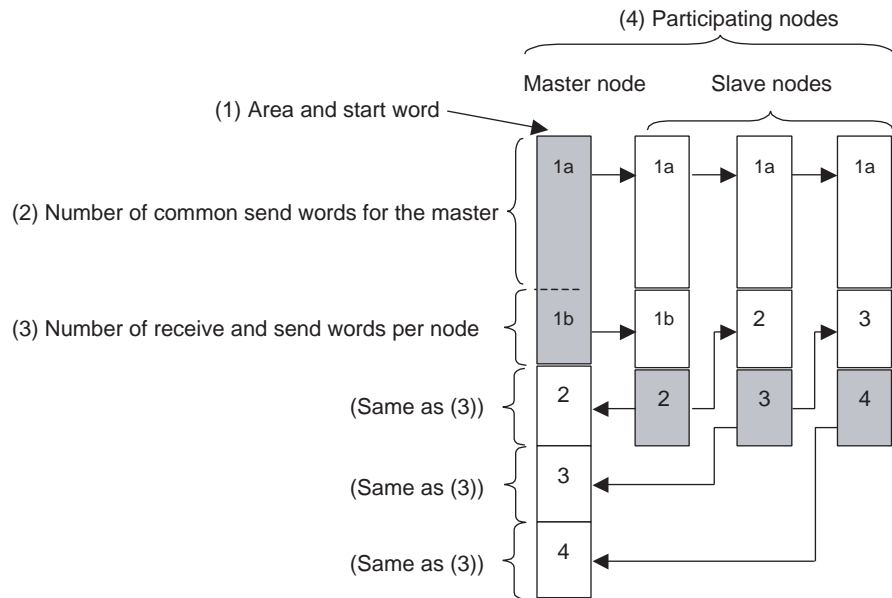 (4) Participating nodes
Master node
Slave nodes
(1) Area and start word
1a
1a
1a
1a
(2) Number of common send words for the master
(3) Number of receive and send words per node
1b
1b
2
3
(Same as (3))
2
2
3
4
(Same as (3))
3
(Same as (3))
4